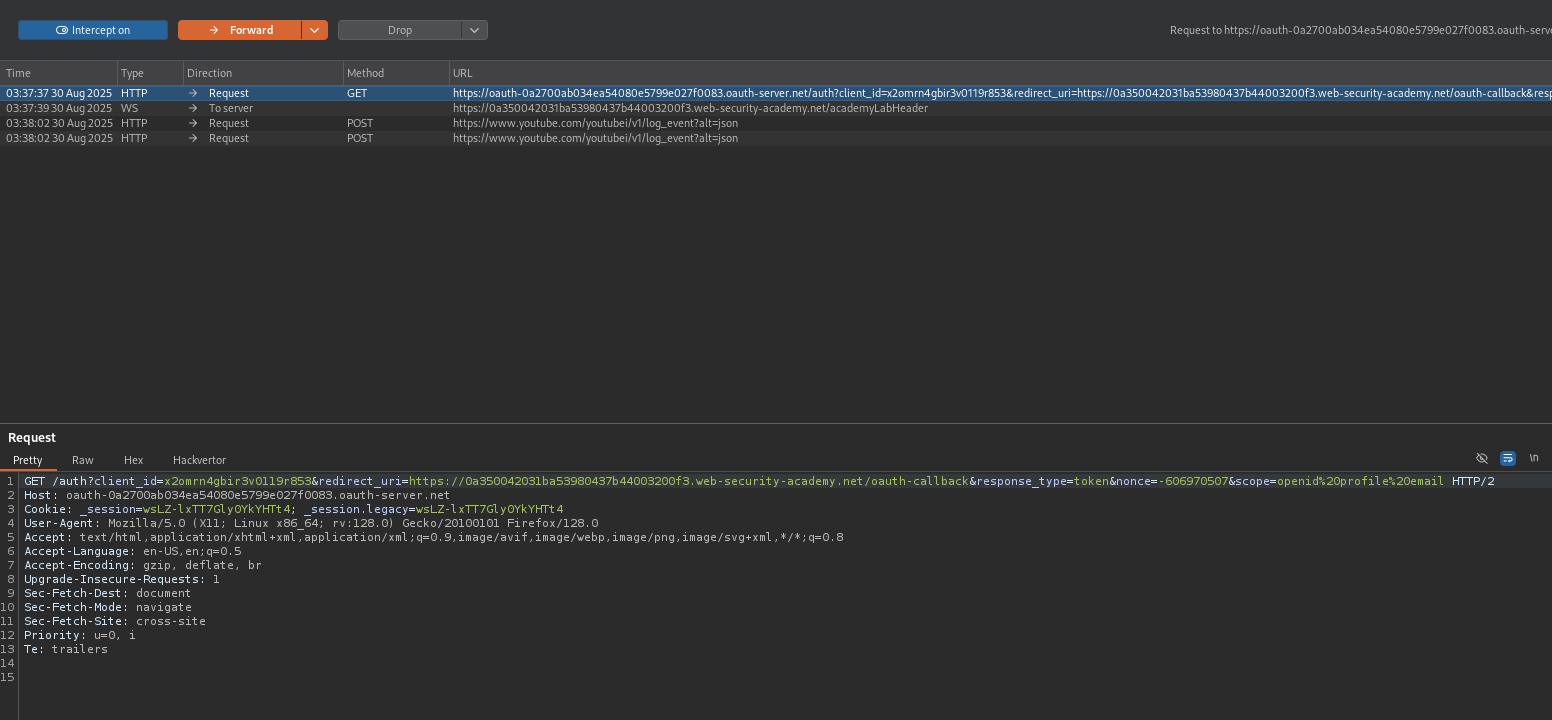 Intercept on Forward Drop Request to https://oauth-0a2700ab034ea54080e5799e027f0083.oauth-serve
Time Type Direction Method URL
03:37:37 30 Aug 2025 HTTP → Request GET https://oauth-0a2700ab034ea54080e5799e027f0083.oauth-server.net/auth?client_id=x2omrn4gbir3v0119r853&redirect_uri=https://0a350042031ba53980437b44003200f3.web-security-academy.net/oauth-callback&resp
03:37:39 30 Aug 2025 WS → To server https://0a350042031ba53980437b44003200f3.web-security-academy.net/academyLabHeader
03:38:02 30 Aug 2025 HTTP → Request POST https://www.youtube.com/youtubei/v1/log_event?alt=json
03:38:02 30 Aug 2025 HTTP → Request POST https://www.youtube.com/youtubei/v1/log_event?alt=json
Request
Pretty Raw Hex Hackvertor \n
1 GET /auth?client_id=x2omrn4gbir3v0119r853&redirect_uri=https://0a350042031ba53980437b44003200f3.web-security-academy.net/oauth-callback&response_type=token&nonce=-606970507&scope=openid%20profile%20email HTTP/2
2 Host: oauth-0a2700ab034ea54080e5799e027f0083.oauth-server.net
3 Cookie: _session=wsLZ-lxTT7Gly0YkYHTt4; _session.legacy=wsLZ-lxTT7Gly0YkYHTt4
4 User-Agent: Mozilla/5.0 (X11; Linux x86_64; rv:128.0) Gecko/20100101 Firefox/128.0
5 Accept: text/html,application/xhtml+xml,application/xml;q=0.9,image/avif,image/webp,image/png,image/svg+xml,*/*;q=0.8
6 Accept-Language: en-US,en;q=0.5
7 Accept-Encoding: gzip, deflate, br
8 Upgrade-Insecure-Requests: 1
9 Sec-Fetch-Dest: document
10 Sec-Fetch-Mode: navigate
11 Sec-Fetch-Site: cross-site
12 Priority: u=0, i
13 Te: trailers
14
15